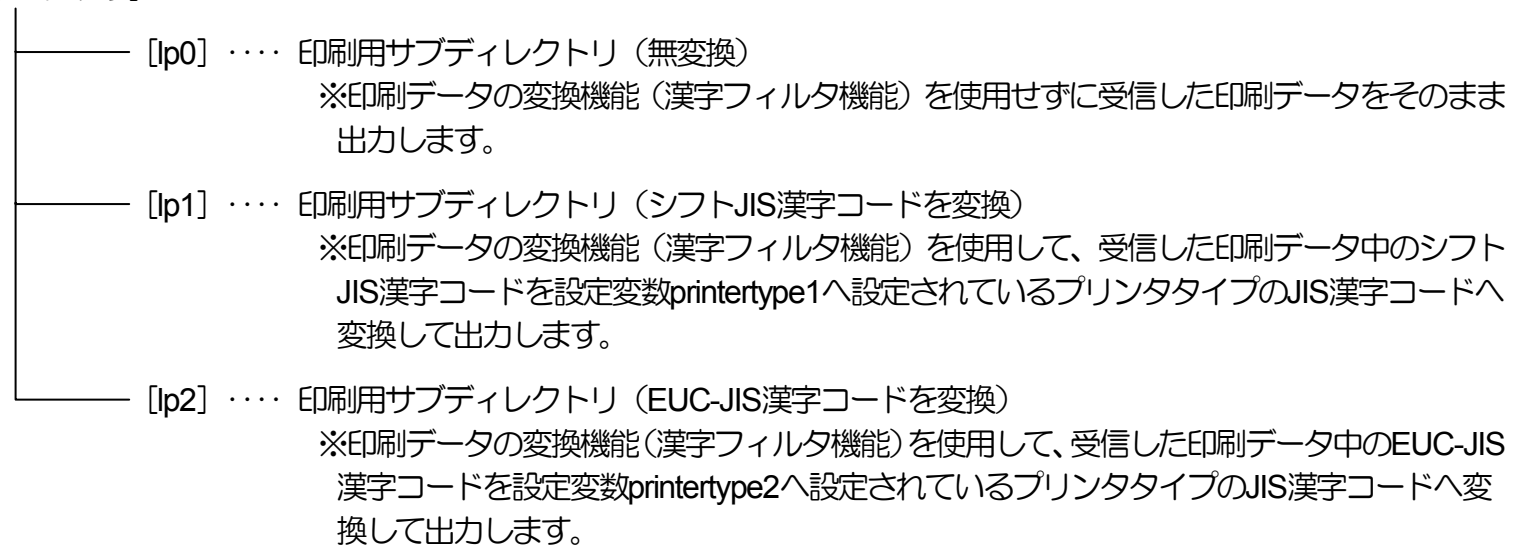 [lp0] ････ 印刷用サブディレクトリ（無変換）
※印刷データの変換機能（漢字フィルタ機能）を使用せずに受信した印刷データをそのまま
出力します。
[lp1] ････ 印刷用サブディレクトリ（シフトJIS漢字コードを変換）
※印刷データの変換機能（漢字フィルタ機能）を使用して、受信した印刷データ中のシフト
JIS漢字コードを設定変数printertype1へ設定されているプリンタタイプのJIS漢字コードへ
変換して出力します。
[lp2] ････ 印刷用サブディレクトリ（EUC-JIS漢字コードを変換）
※印刷データの変換機能（漢字フィルタ機能）を使用して、受信した印刷データ中のEUC-JIS
漢字コードを設定変数printertype2へ設定されているプリンタタイプのJIS漢字コードへ変
換して出力します。